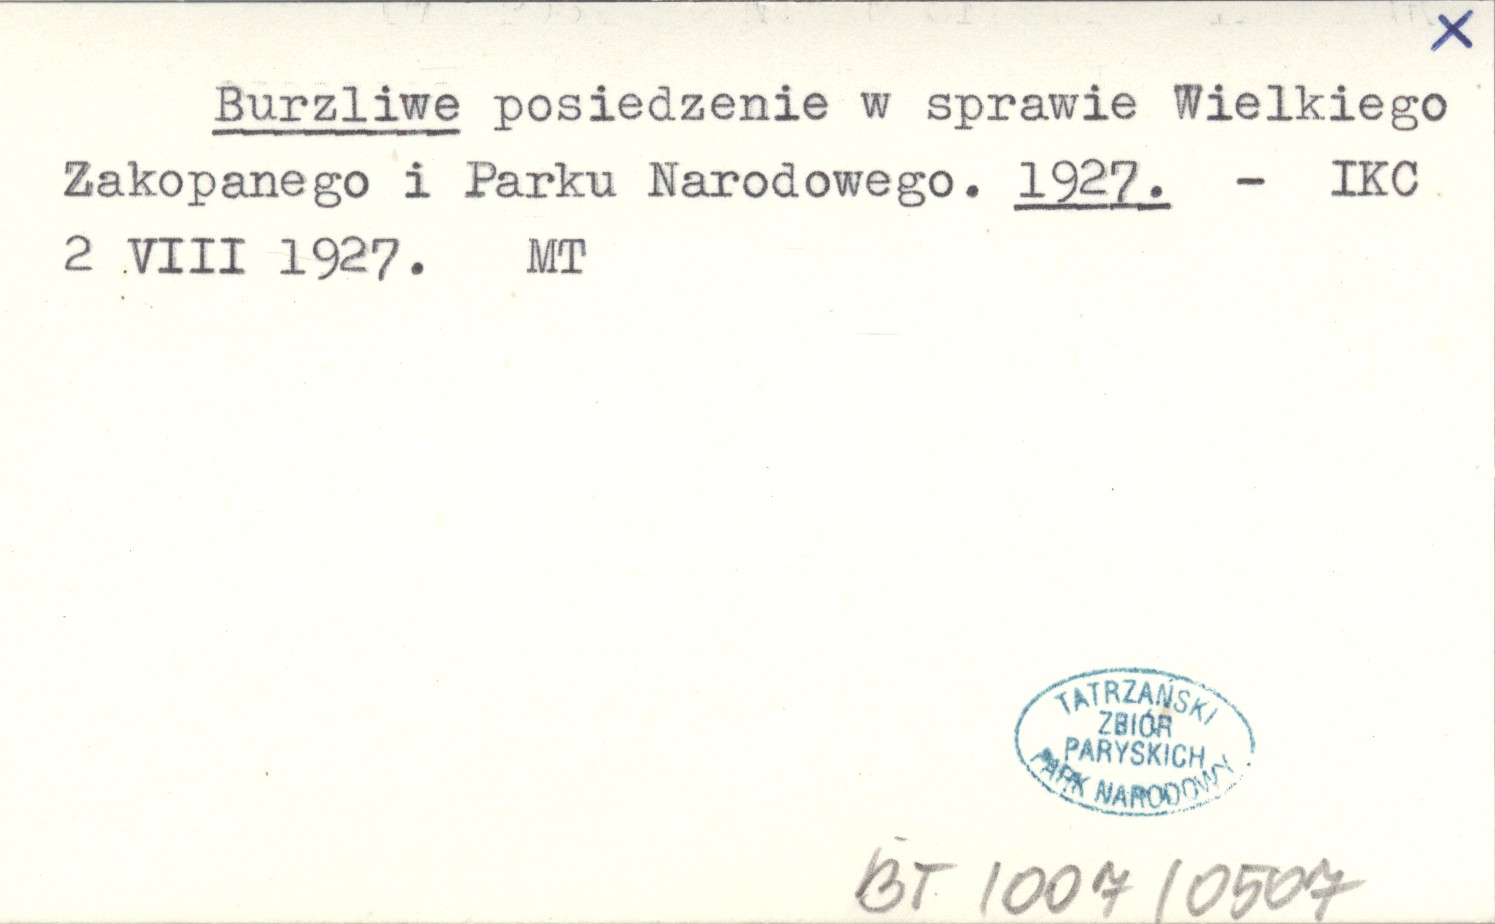 X
Burzliwe posiedzenie w sprawie Wielkiego
Zakopanego i Parku Narodowego. 1927. - IKC
2 VIII 1927. MT
TATRZAŃSKI
ZBIÓR
PARYSKICH
PARK NARODOWY
BT 1007 / 0507